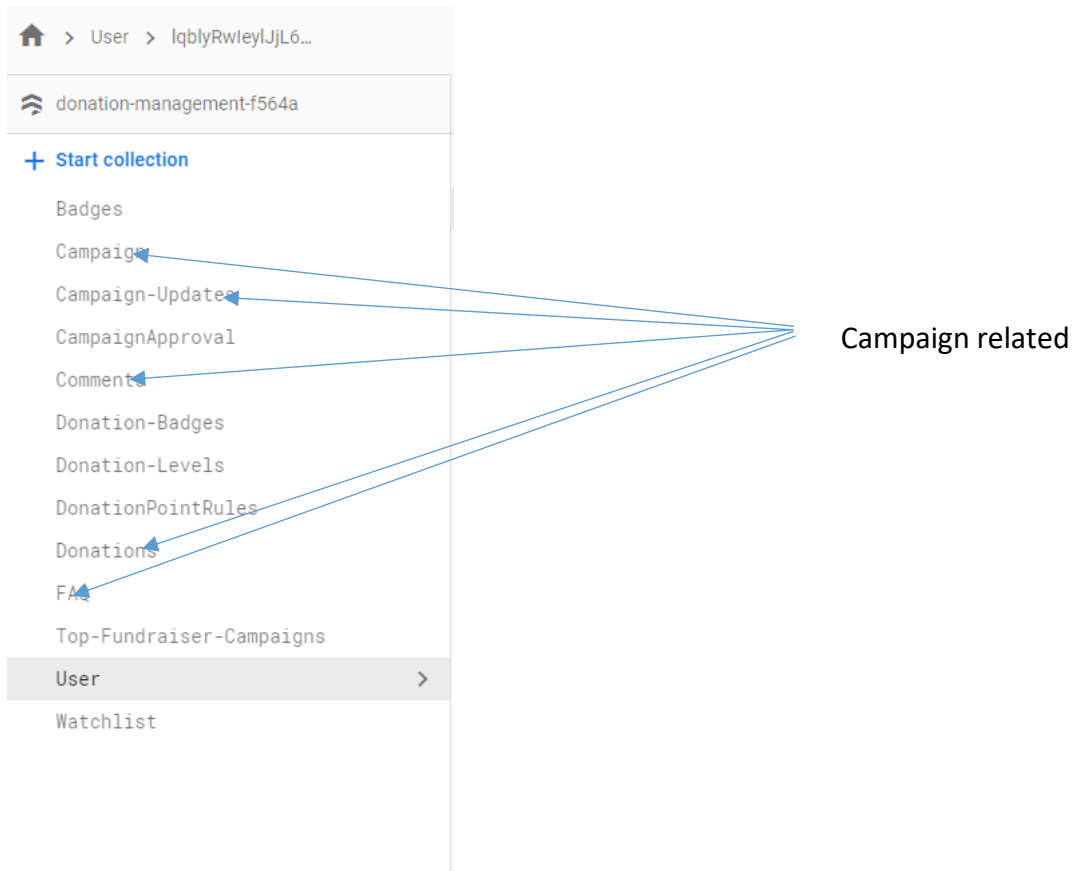 User lqblyRwIeylJjL6…
donation-management-f564a
Start collection
Badges
Campaign
Campaign-Updates
CampaignApproval
Comments
Donation-Badges
Donation-Levels
DonationPointRules
Donations
FAQ
Top-Fundraiser-Campaigns
User
Watchlist
Campaign related